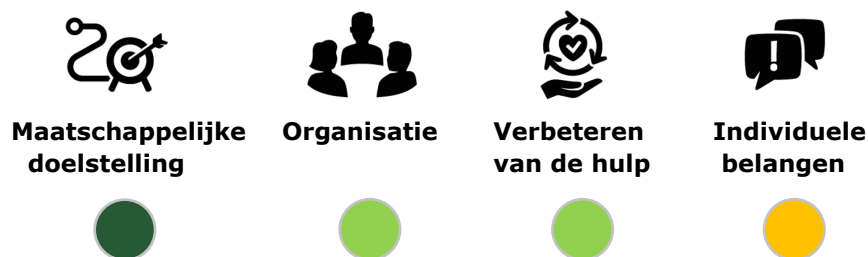 Maatschappelijke doelstelling
Organisatie
Verbeteren van de hulp
Individuele belangen
!